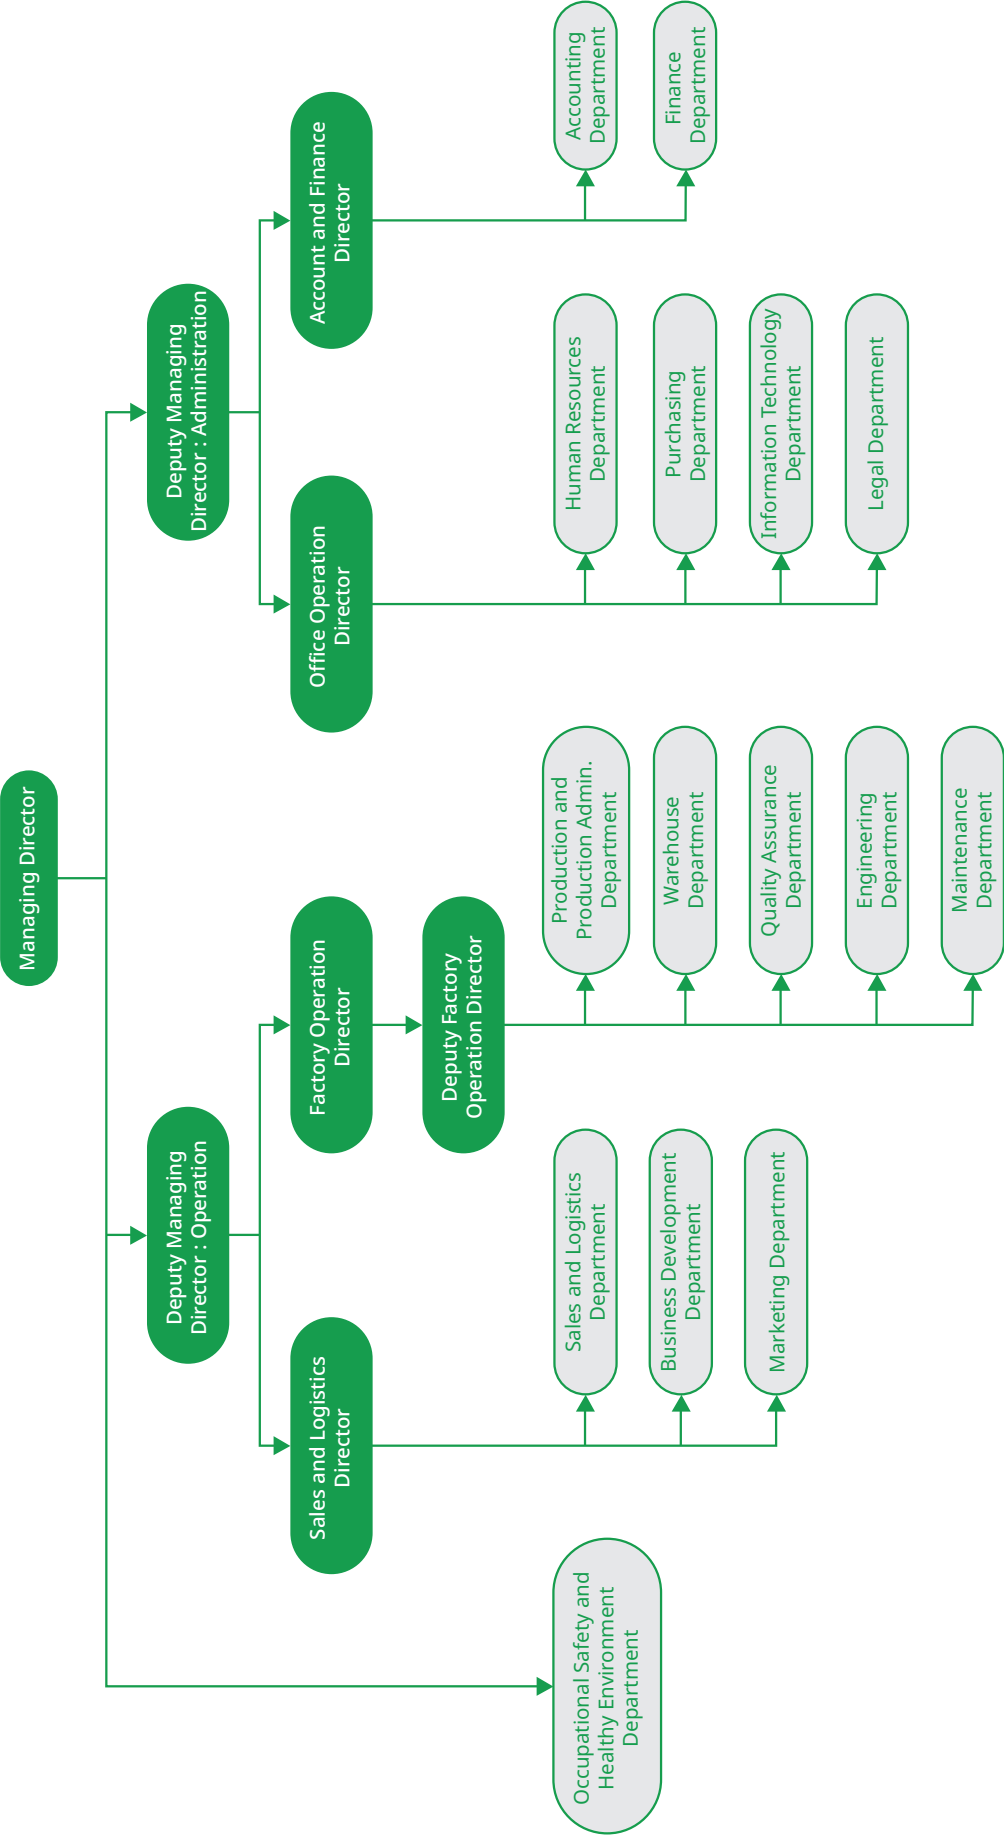 Managing Director
Deputy Managing
Director : Operation
Deputy Managing
Director : Administration
Sales and Logistics
Director
Factory Operation
Director
Office Operation
Director
Account and Finance
Director
Deputy Factory
Operation Director
Occupational Safety and
Healthy Environment
Department
Sales and Logistics
Department
Business Development
Department
Marketing Department
Production and
Production Admin.
Department
Warehouse
Department
Quality Assurance
Department
Engineering
Department
Maintenance
Department
Human Resources
Department
Purchasing
Department
Information Technology
Department
Legal Department
Accounting
Department
Finance
Department